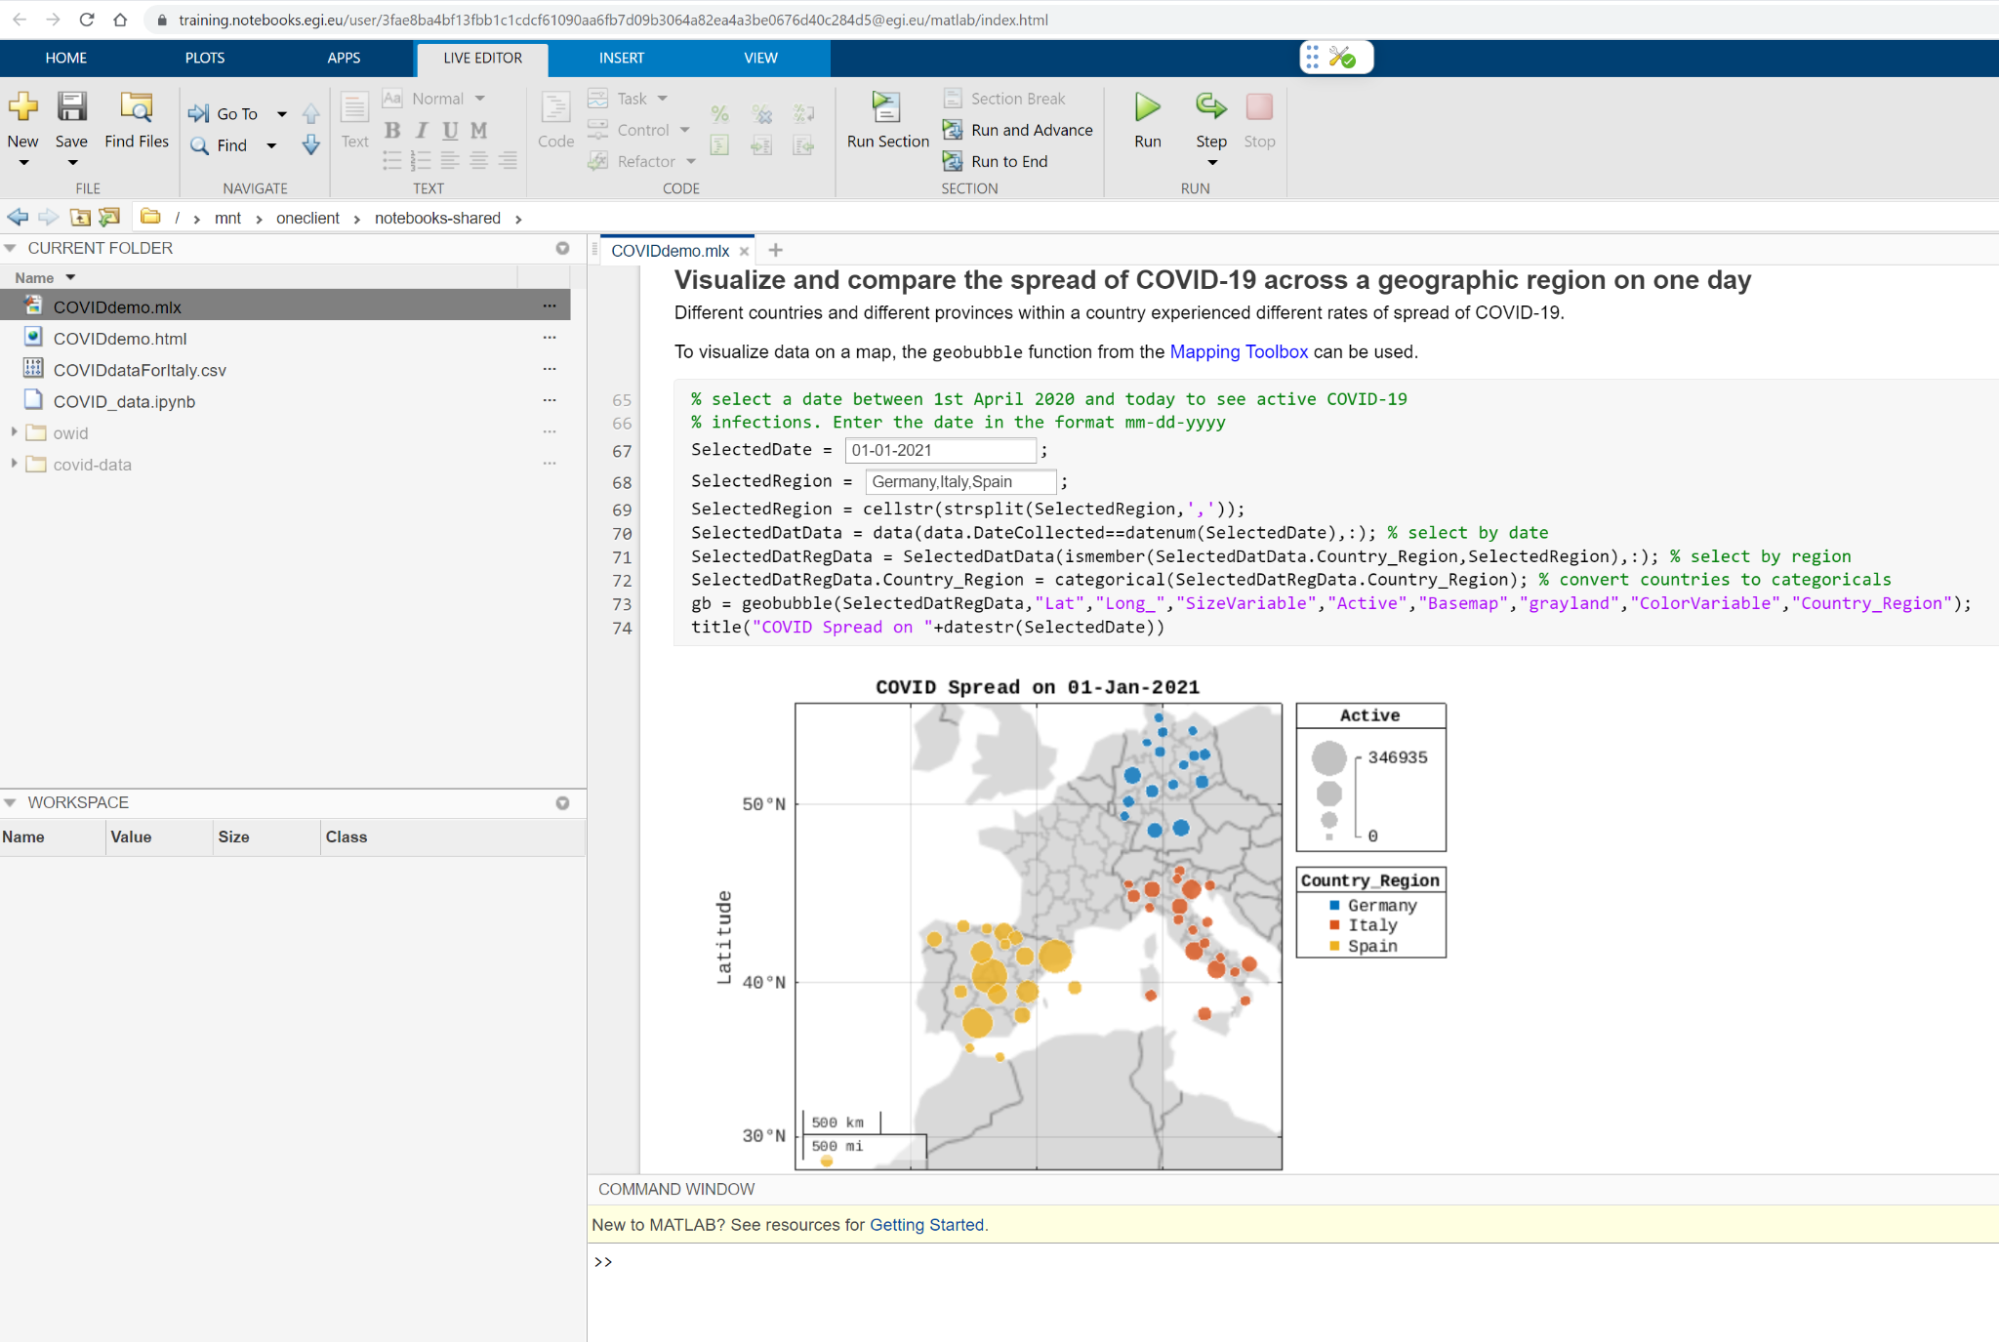 training.notebooks.egi.eu/user/3fae8ba4bf13fbb1c1cdcf61090aa6fb7d09b3064a82ea4a3be0676d40c284d5@egi.eu/matlab/index.html
HOME PLOTS APPS LIVE EDITOR INSERT VIEW
New Save Find Files
Go To
Find
Text
Aa Normal
B I U M
Code
Task
Control
Refactor
Run Section
Section Break
Run and Advance
Run to End
Run Step Stop
FILE NAVIGATE TEXT CODE SECTION RUN
/ › mnt › oneclient › notebooks-shared ›
CURRENT FOLDER
Name
COVIDdemo.mlx
COVIDdemo.html
COVIDdataForItaly.csv
COVID_data.ipynb
owid
covid-data
WORKSPACE
Name Value Size Class
COVIDdemo.mlx × +
Visualize and compare the spread of COVID-19 across a geographic region on one day
Different countries and different provinces within a country experienced different rates of spread of COVID-19.
To visualize data on a map, the geobubble function from the Mapping Toolbox can be used.
65 % select a date between 1st April 2020 and today to see active COVID-19
66 % infections. Enter the date in the format mm-dd-yyyy
67 SelectedDate = 01-01-2021 ;
68 SelectedRegion = Germany,Italy,Spain ;
69 SelectedRegion = cellstr(strsplit(SelectedRegion,','));
70 SelectedDatData = data(data.DateCollected==datenum(SelectedDate),:); % select by date
71 SelectedDatRegData = SelectedDatData(ismember(SelectedDatData.Country_Region,SelectedRegion),:); % select by region
72 SelectedDatRegData.Country_Region = categorical(SelectedDatRegData.Country_Region); % convert countries to categoricals
73 gb = geobubble(SelectedDatRegData,"Lat","Long_","SizeVariable","Active","Basemap","grayland","ColorVariable","Country_Region");
74 title("COVID Spread on "+datestr(SelectedDate))
COVID Spread on 01-Jan-2021
50°N
40°N
30°N
Latitude
500 km
500 mi
Active
346935
0
Country_Region
Germany
Italy
Spain
COMMAND WINDOW
New to MATLAB? See resources for Getting Started.
>>